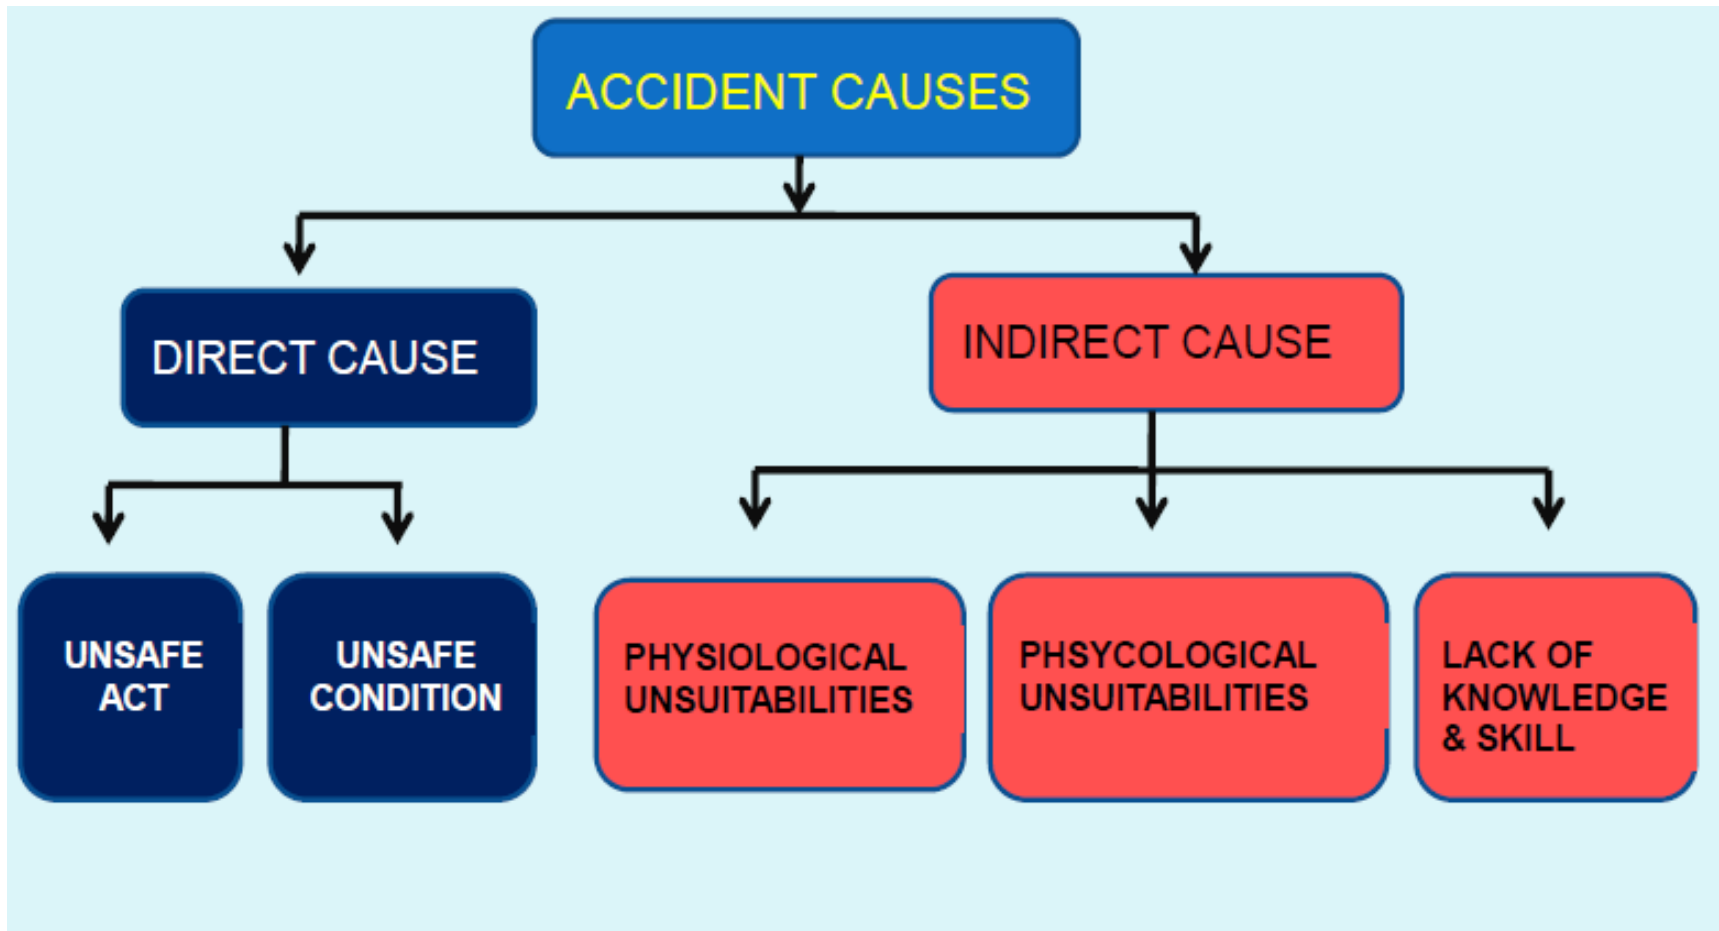 ACCIDENT CAUSES
DIRECT CAUSE
INDIRECT CAUSE
UNSAFE
ACT
UNSAFE
CONDITION
PHYSIOLOGICAL
UNSUITABILITIES
PHSYCOLOGICAL
UNSUITABILITIES
LACK OF
KNOWLEDGE
& SKILL